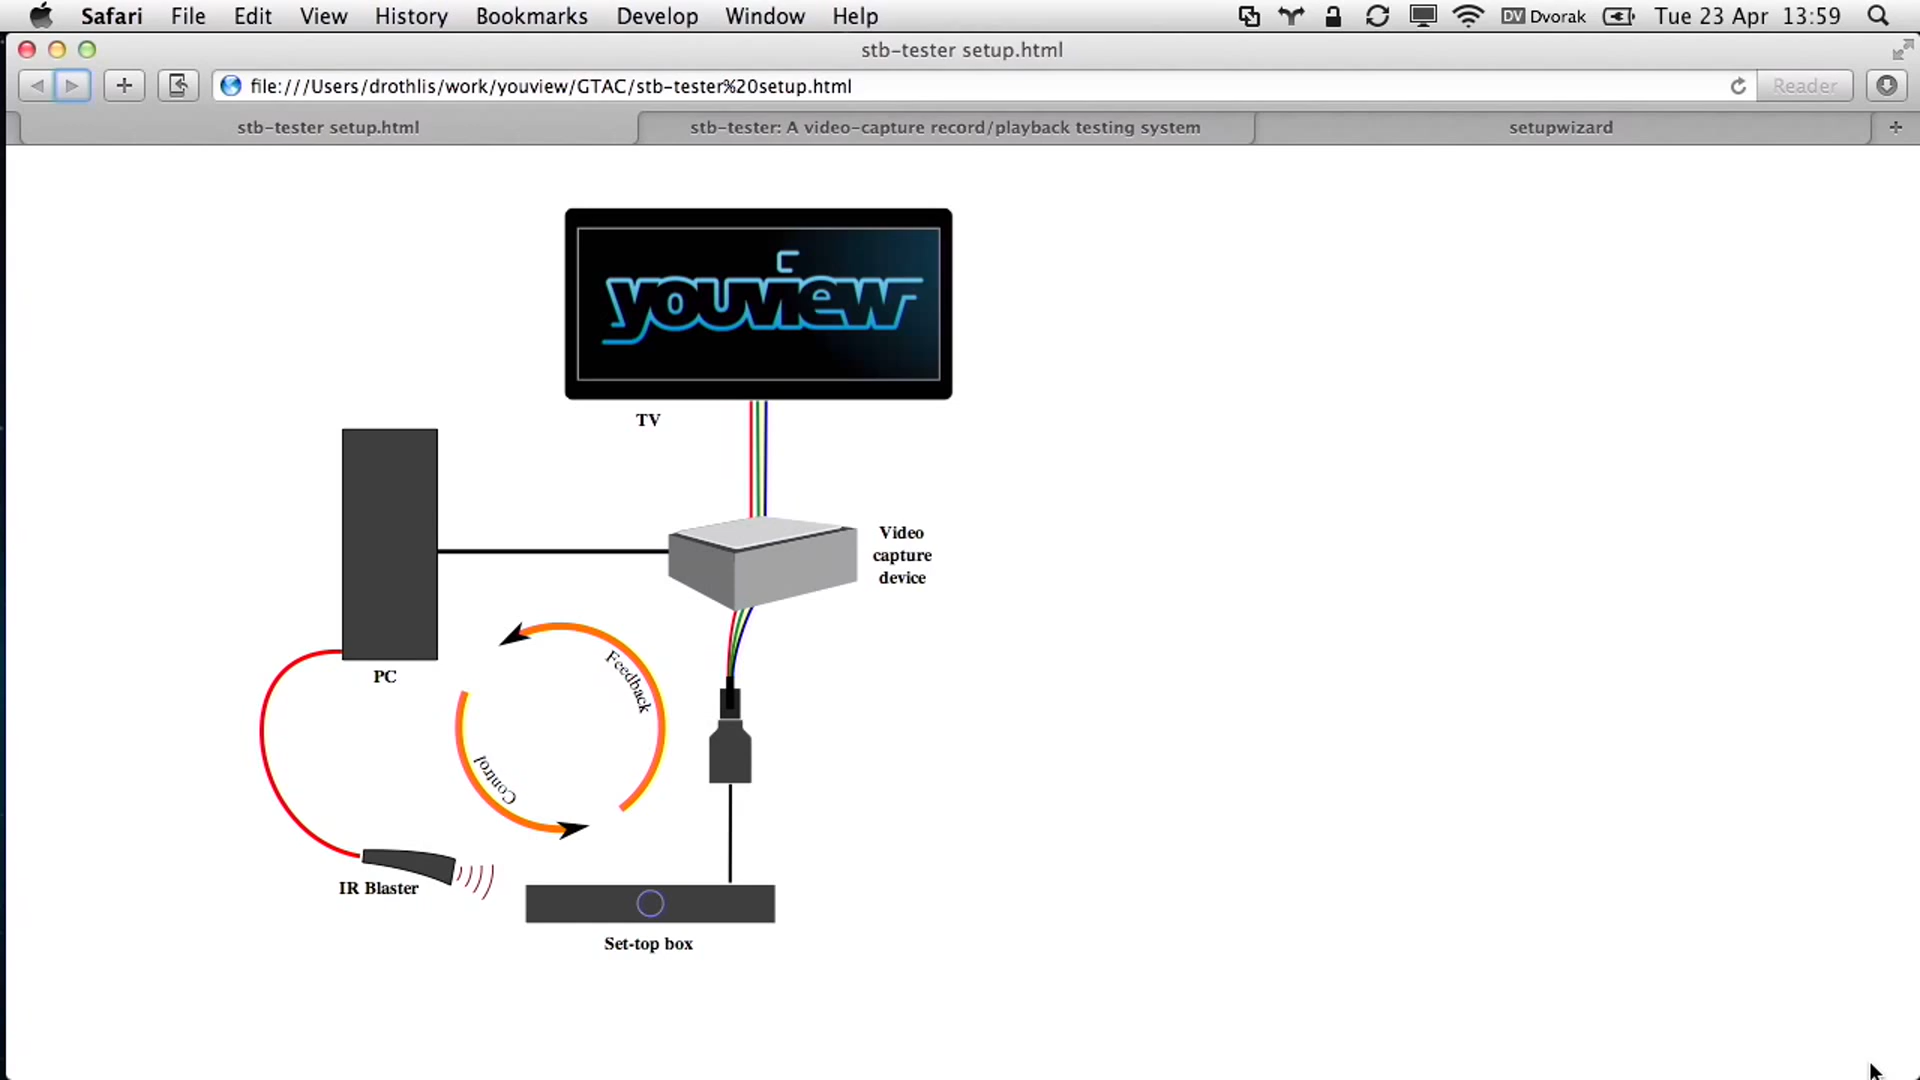 Safari File Edit View History Bookmarks Develop Window Help DV Dvorak Tue 23 Apr 13:59
stb-tester setup.html
file:///Users/drothlis/work/youview/GTAC/stb-tester%20setup.html Reader
stb-tester setup.html stb-tester: A video-capture record/playback testing system setupwizard
youview
TV
Video
capture
device
PC
Feedback
Control
IR Blaster
Set-top box